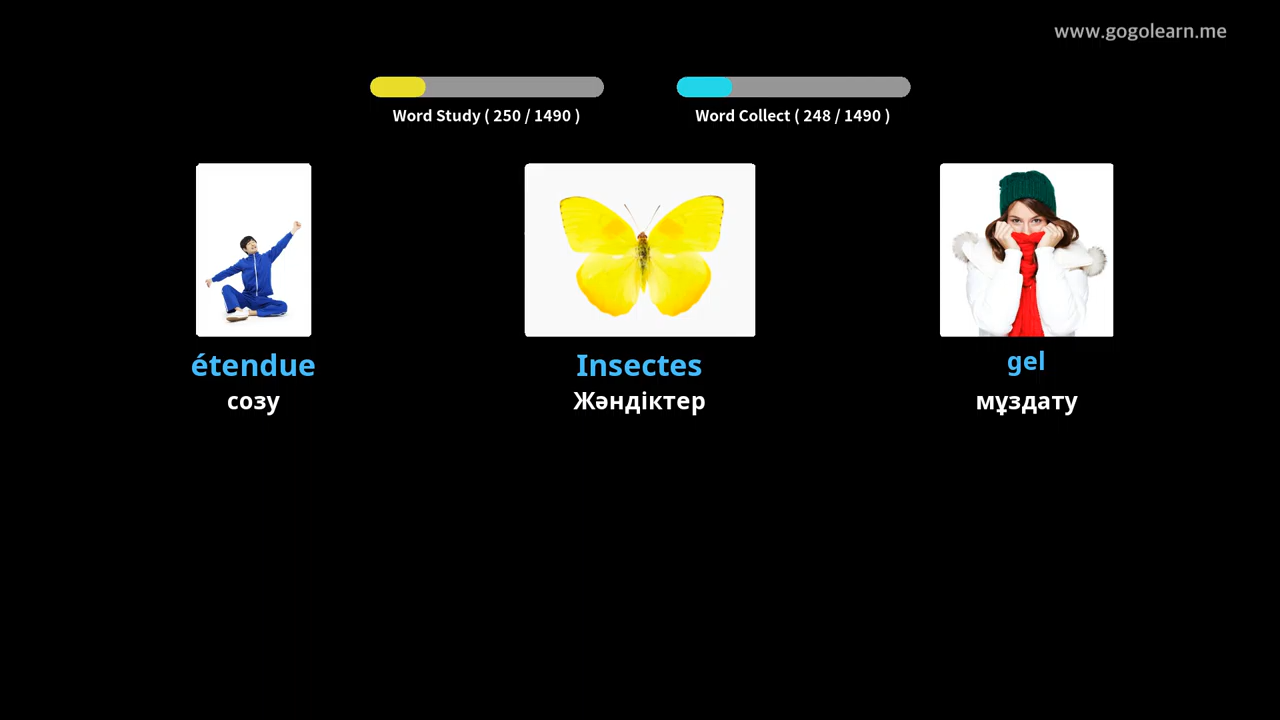 www.gogolearn.me
Word Study ( 250 / 1490 )
Word Collect ( 248 / 1490 )
étendue
созу
Insectes
Жәндіктер
gel
мұздату